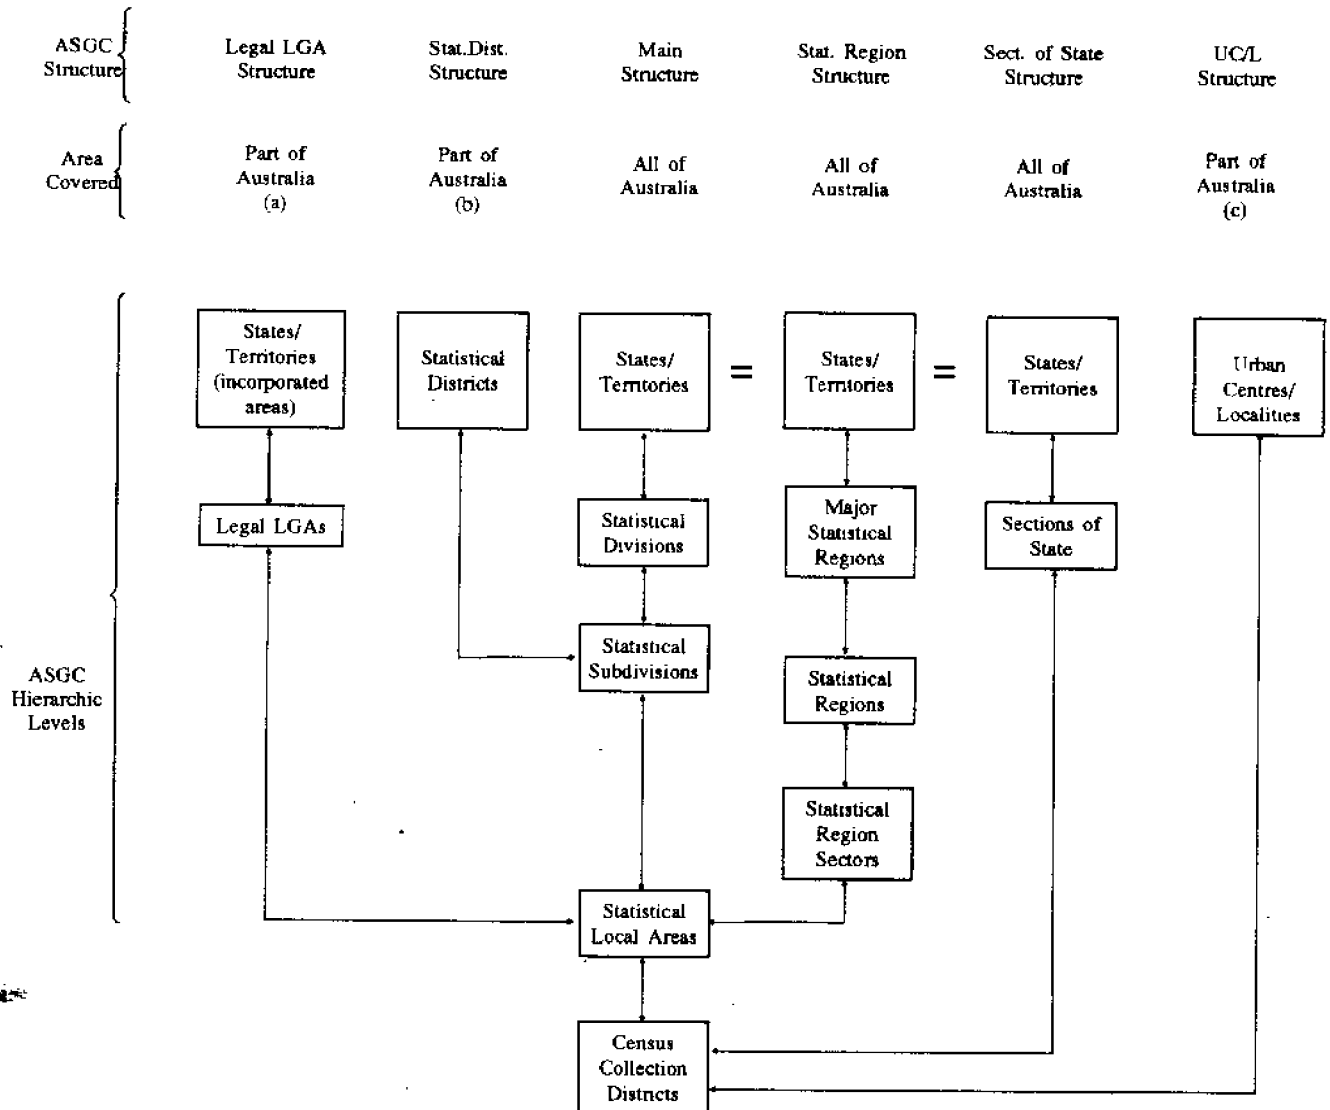 ASGC
Structure
Legal LGA
Structure
Stat.Dist.
Structure
Main
Structure
Stat. Region
Structure
Sect. of State
Structure
UC/L
Structure
Area
Covered
Part of
Australia
(a)
Part of
Australia
(b)
All of
Australia
All of
Australia
All of
Australia
Part of
Australia
(c)
States/
Territories
(incorporated
areas)
Statistical
Districts
States/
Territories
=
States/
Territories
=
States/
Territories
Urban
Centres/
Localities
Legal LGAs
Statistical
Divisions
Major
Statistical
Regions
Sections of
State
Statistical
Subdivisions
Statistical
Regions
ASGC
Hierarchic
Levels
Statistical
Region
Sectors
Statistical
Local Areas
Census
Collection
Districts